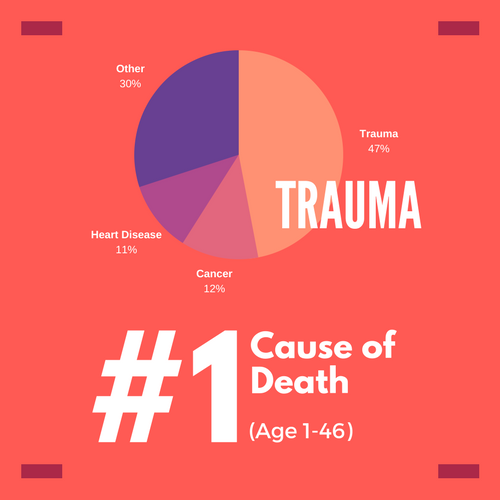 Other
30%
Trauma
47%
TRAUMA
Heart Disease
11%
Cancer
12%
#1
Cause of
Death
(Age 1-46)